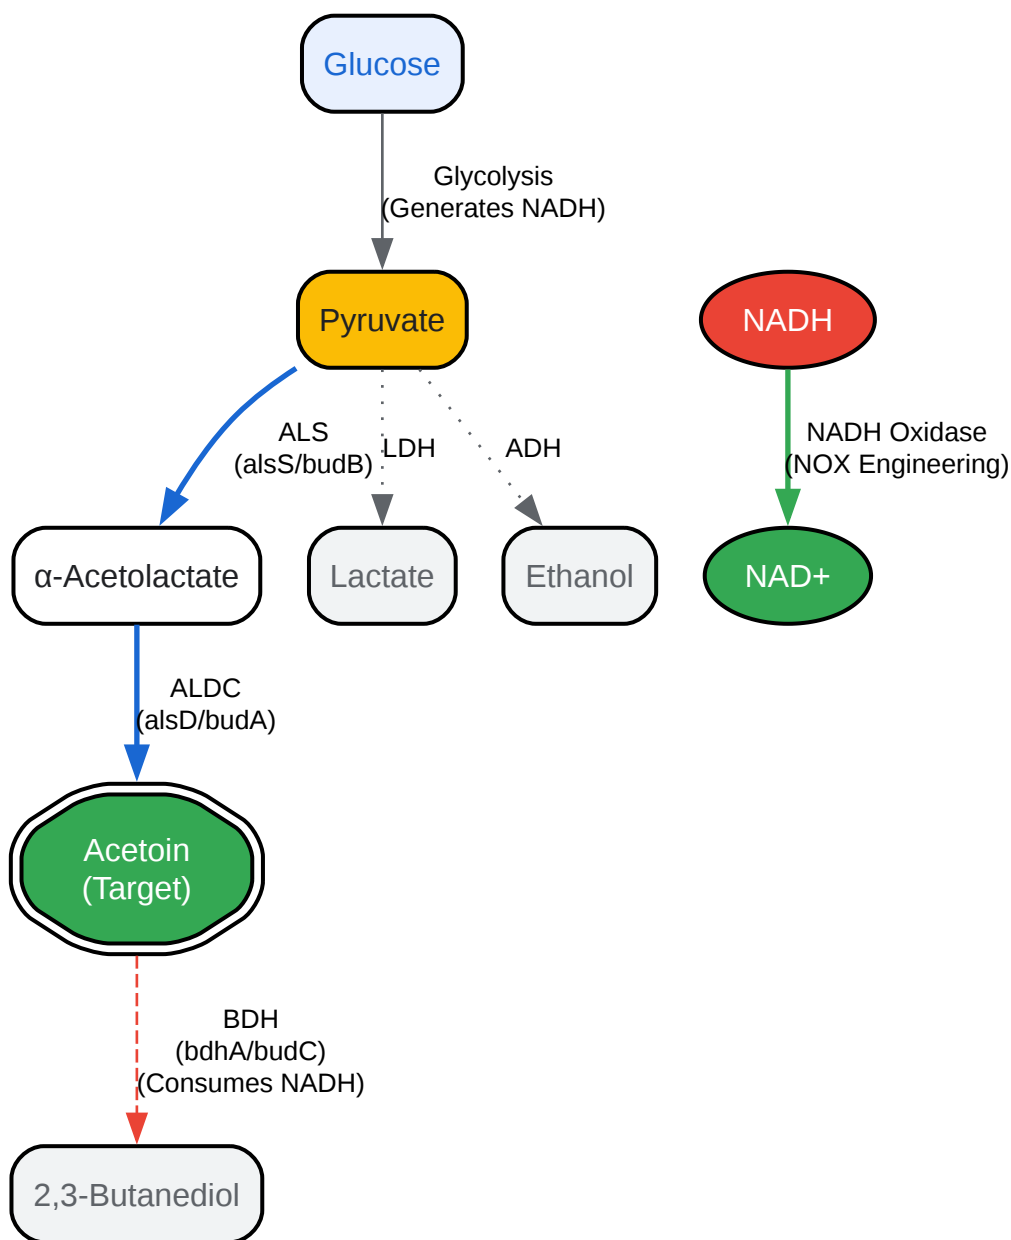 Glucose
Glycolysis
(Generates NADH)
Pyruvate
NADH
ALS
(alsS/budB)
LDH
ADH
NADH Oxidase
(NOX Engineering)
α-Acetolactate
Lactate
Ethanol
NAD+
ALDC
(alsD/budA)
Acetoin
(Target)
BDH
(bdhA/budC)
(Consumes NADH)
2,3-Butanediol